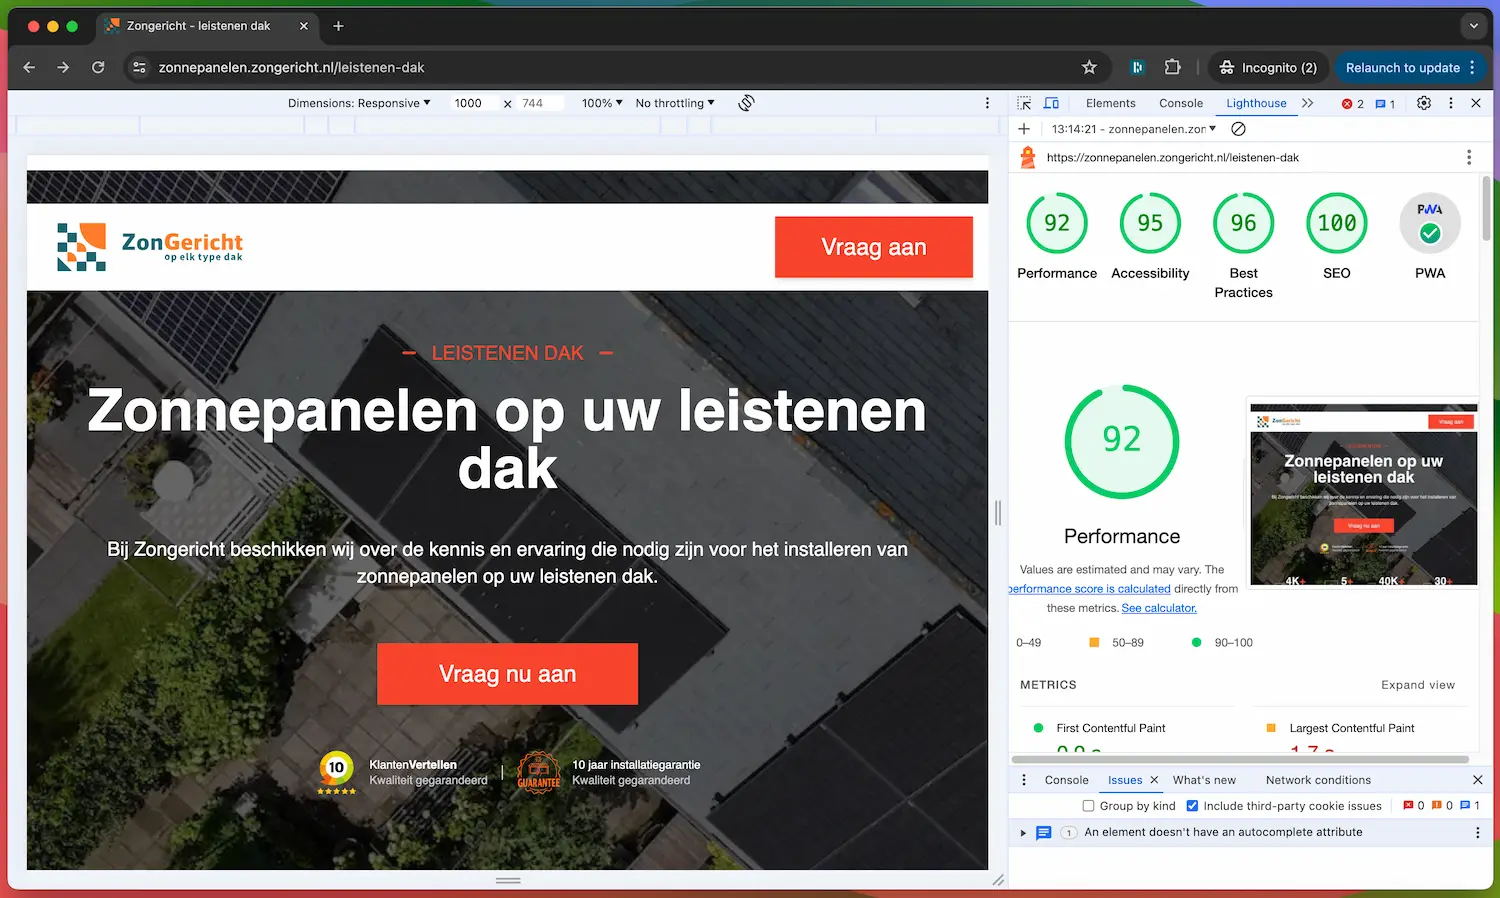 Zongericht - leistenen dak
zonnepanelen.zongericht.nl/leistenen-dak
Incognito (2)
Relaunch to update
Dimensions: Responsive
1000
×
744
100%
No throttling
Elements
Console
Lighthouse
2
1
13:14:21 - zonnepanelen.zon
https://zonnepanelen.zongericht.nl/leistenen-dak
ZonGericht
op elk type dak
Vraag aan
LEISTENEN DAK
Zonnepanelen op uw leistenen
dak
Bij Zongericht beschikken wij over de kennis en ervaring die nodig zijn voor het installeren van
zonnepanelen op uw leistenen dak.
Vraag nu aan
10
KlantenVertellen
Kwaliteit gegarandeerd
GUARANTEE
10 jaar installatiegarantie
Kwaliteit gegarandeerd
92
Performance
95
Accessibility
96
Best
Practices
100
SEO
PWA
PWA
92
Performance
Values are estimated and may vary. The
performance score is calculated directly from
these metrics. See calculator.
ZonGericht
Vraag aan
Zonnepanelen op uw
leistenen dak
Vraag nu aan
4K+
5+
40K+
30+
0–49
50–89
90–100
METRICS
Expand view
First Contentful Paint
Largest Contentful Paint
Console
Issues
What's new
Network conditions
Group by kind
Include third-party cookie issues
0
0
1
1
An element doesn't have an autocomplete attribute